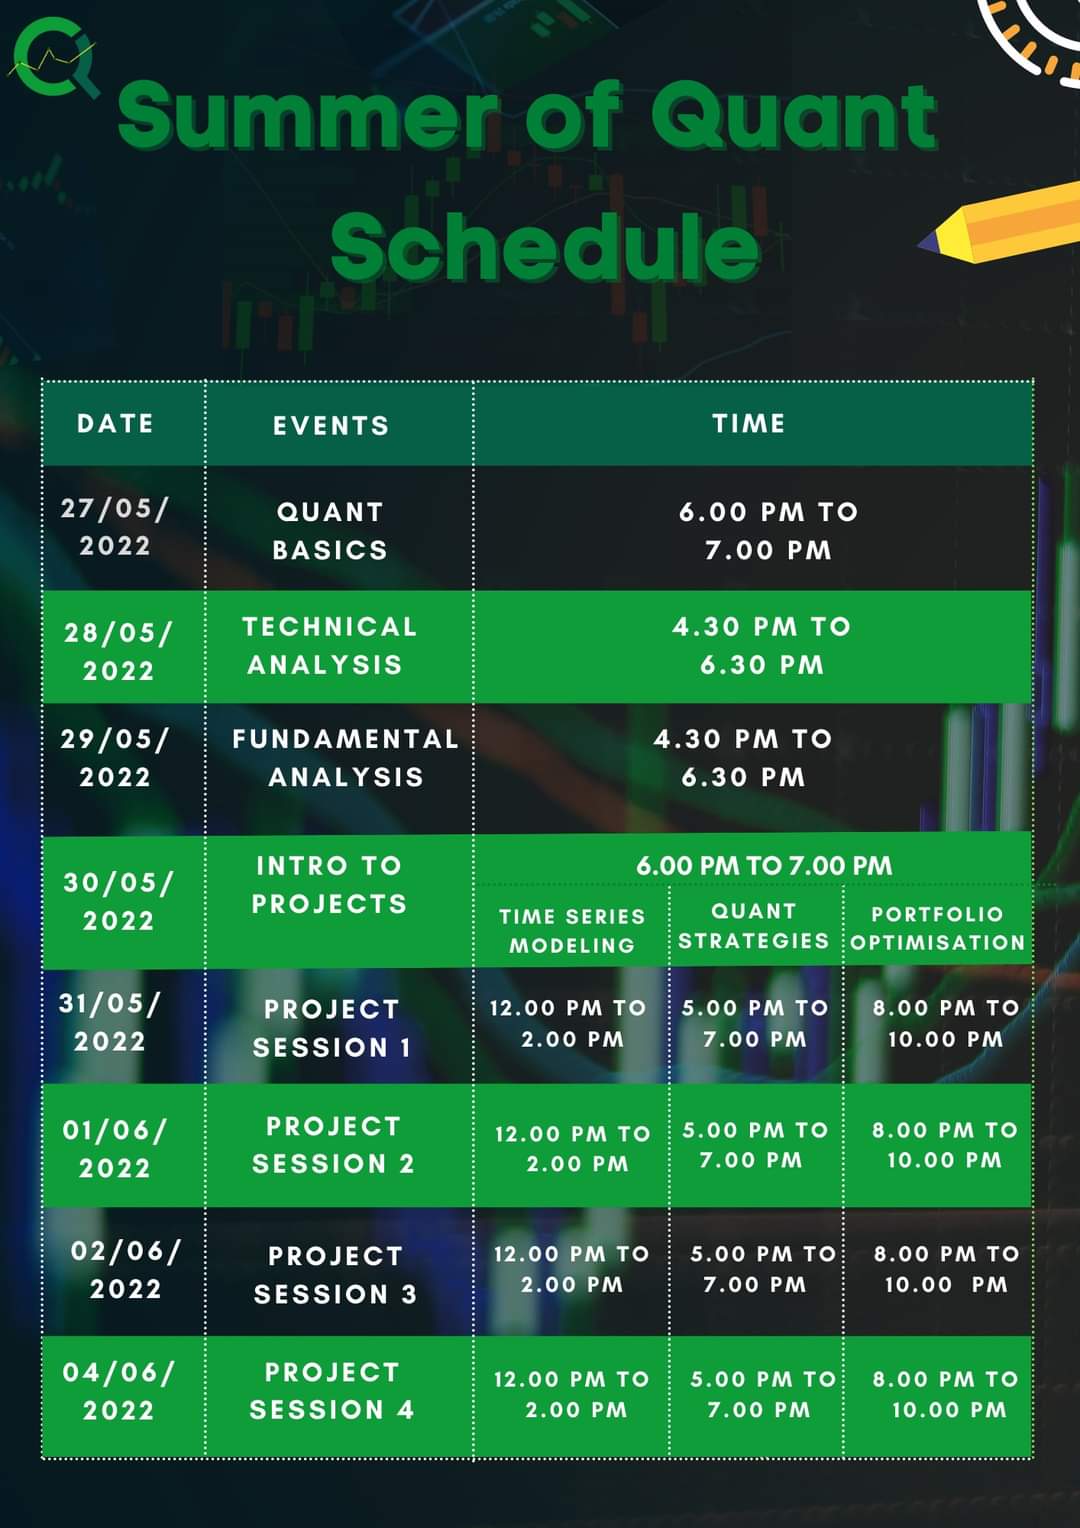 Summer of Quant
Schedule
DATE
EVENTS
TIME
27/05/
2022
QUANT
BASICS
6.00 PM TO
7.00 PM
28/05/
2022
TECHNICAL
ANALYSIS
4.30 PM TO
6.30 PM
29/05/
2022
FUNDAMENTAL
ANALYSIS
4.30 PM TO
6.30 PM
30/05/
2022
INTRO TO
PROJECTS
6.00 PM TO 7.00 PM
TIME SERIES
MODELING
QUANT
STRATEGIES
PORTFOLIO
OPTIMISATION
31/05/
2022
PROJECT
SESSION 1
12.00 PM TO
2.00 PM
5.00 PM TO
7.00 PM
8.00 PM TO
10.00 PM
01/06/
2022
PROJECT
SESSION 2
12.00 PM TO
2.00 PM
5.00 PM TO
7.00 PM
8.00 PM TO
10.00 PM
02/06/
2022
PROJECT
SESSION 3
12.00 PM TO
2.00 PM
5.00 PM TO
7.00 PM
8.00 PM TO
10.00 PM
04/06/
2022
PROJECT
SESSION 4
12.00 PM TO
2.00 PM
5.00 PM TO
7.00 PM
8.00 PM TO
10.00 PM